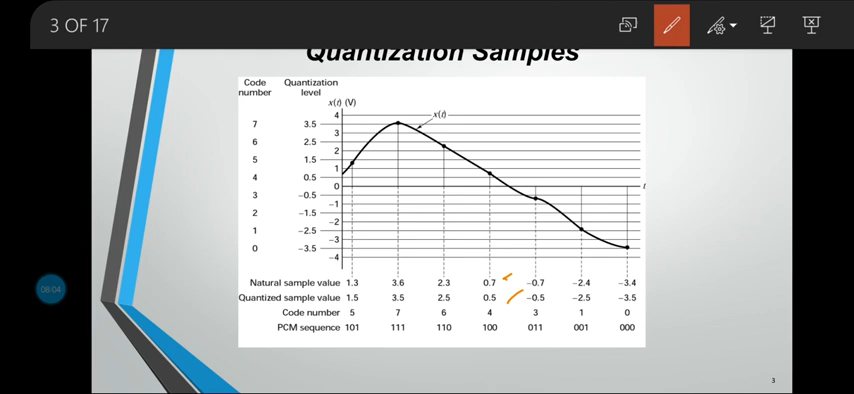 3 OF 17
Quantization Samples
Code number
Quantization level
x(t) (V)
x(t)
4
7 3.5
3
6 2.5
2
5 1.5
1
4 0.5
0 t
3 −0.5
−1
2 −1.5
−2
1 −2.5
−3
0 −3.5
−4
Natural sample value 1.3 3.6 2.3 0.7 −0.7 −2.4 −3.4
Quantized sample value 1.5 3.5 2.5 0.5 −0.5 −2.5 −3.5
Code number 5 7 6 4 3 1 0
PCM sequence 101 111 110 100 011 001 000
08:04
3